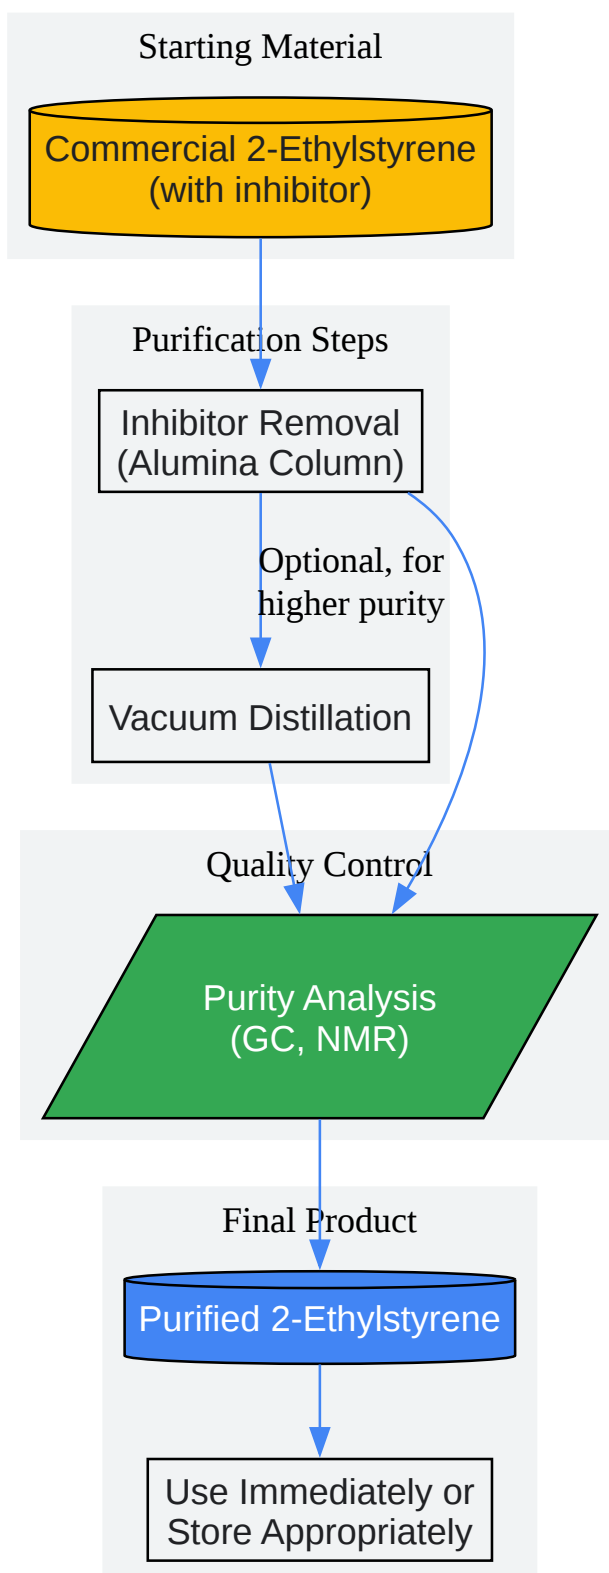 Starting Material
Commercial 2-Ethylstyrene
(with inhibitor)
Purification Steps
Inhibitor Removal
(Alumina Column)
Optional, for
higher purity
Vacuum Distillation
Quality Control
Purity Analysis
(GC, NMR)
Final Product
Purified 2-Ethylstyrene
Use Immediately or
Store Appropriately